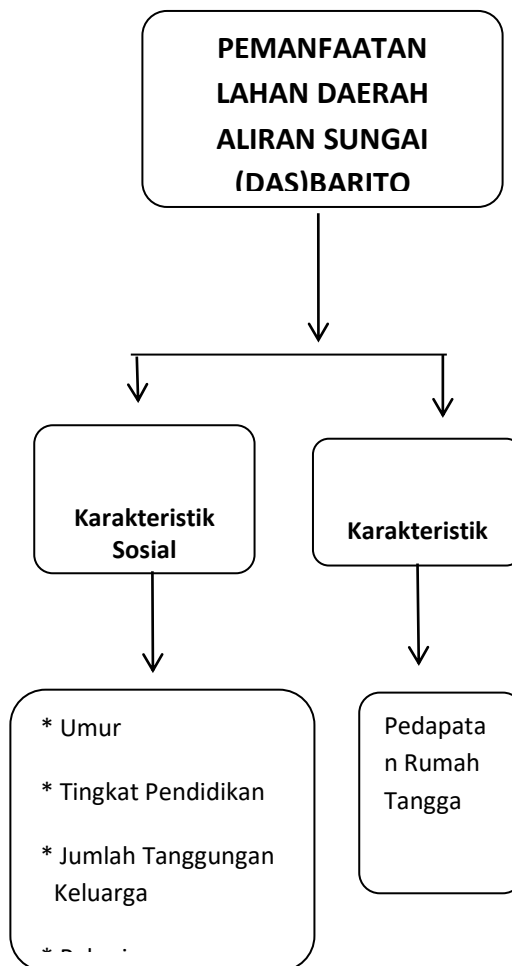 PEMANFAATAN
LAHAN DAERAH
ALIRAN SUNGAI
(DAS)BARITO
Karakteristik
Sosial
Karakteristik
* Umur
* Tingkat Pendidikan
* Jumlah Tanggungan
Keluarga
*
Pedapata
n Rumah
Tangga